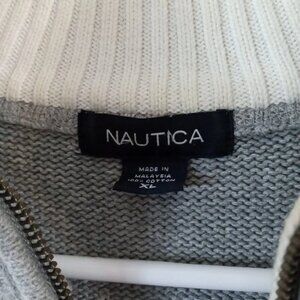 NAUTICA
MADE IN
MALAYSIA
100% COTTON
XL